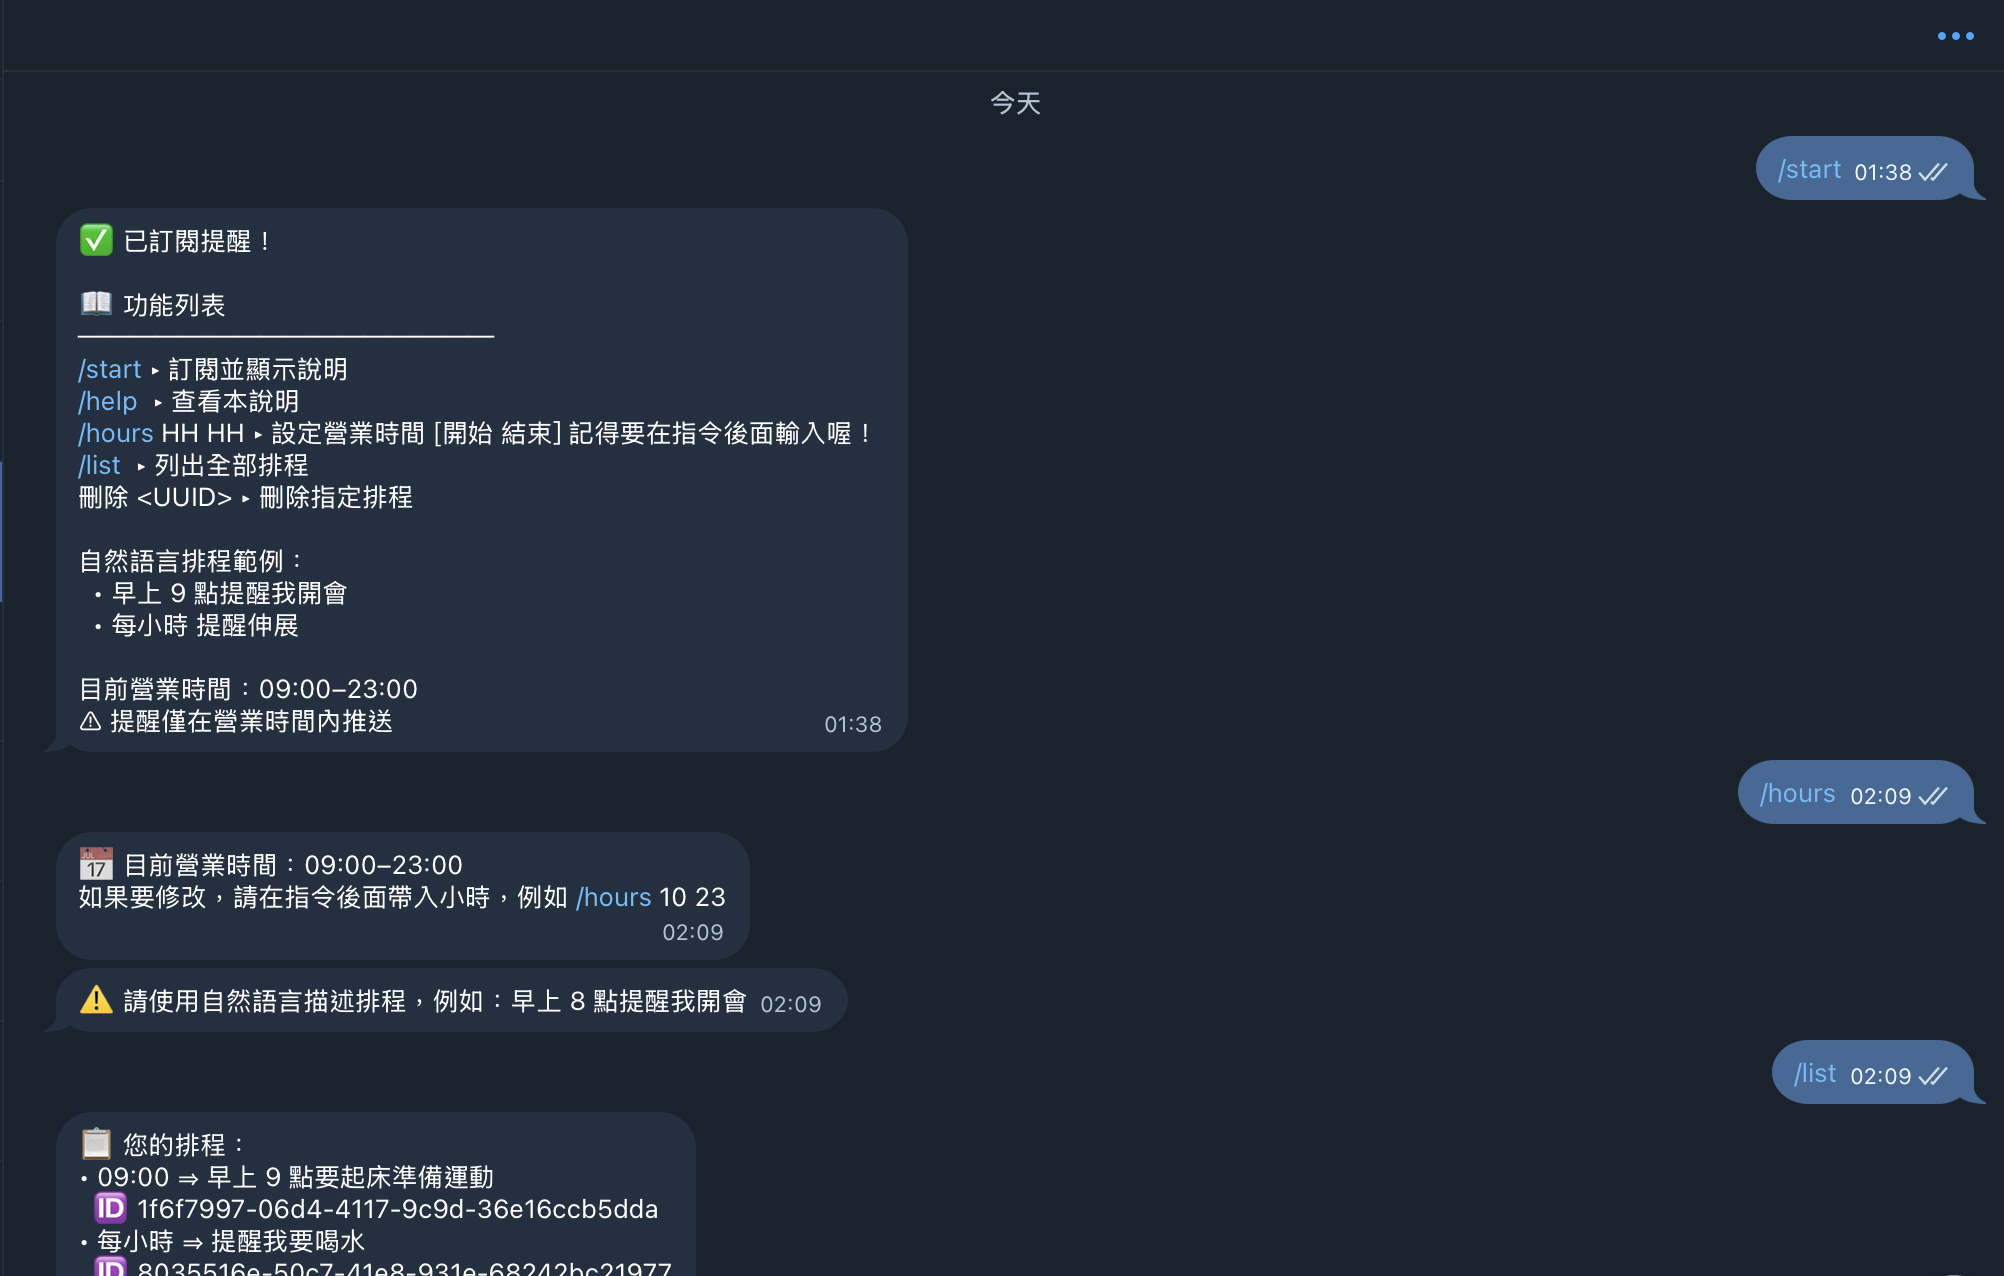 今天
/start 01:38
✅ 已訂閱提醒！
📖 功能列表
/start ‣ 訂閱並顯示說明
/help ‣ 查看本說明
/hours HH HH ‣ 設定營業時間 [開始 結束] 記得要在指令後面輸入喔！
/list ‣ 列出全部排程
刪除 <UUID> ‣ 刪除指定排程
自然語言排程範例：
• 早上 9 點提醒我開會
• 每小時 提醒伸展
目前營業時間：09:00–23:00
⚠ 提醒僅在營業時間內推送
01:38
/hours 02:09
📅 目前營業時間：09:00–23:00
如果要修改，請在指令後面帶入小時，例如 /hours 10 23
02:09
⚠️ 請使用自然語言描述排程，例如：早上 8 點提醒我開會 02:09
/list 02:09
📋 您的排程：
• 09:00 ⇒ 早上 9 點要起床準備運動
🆔 1f6f7997-06d4-4117-9c9d-36e16ccb5dda
• 每小時 ⇒ 提醒我要喝水
🆔 8035516e-50c7-41e8-931e-68242bc21977